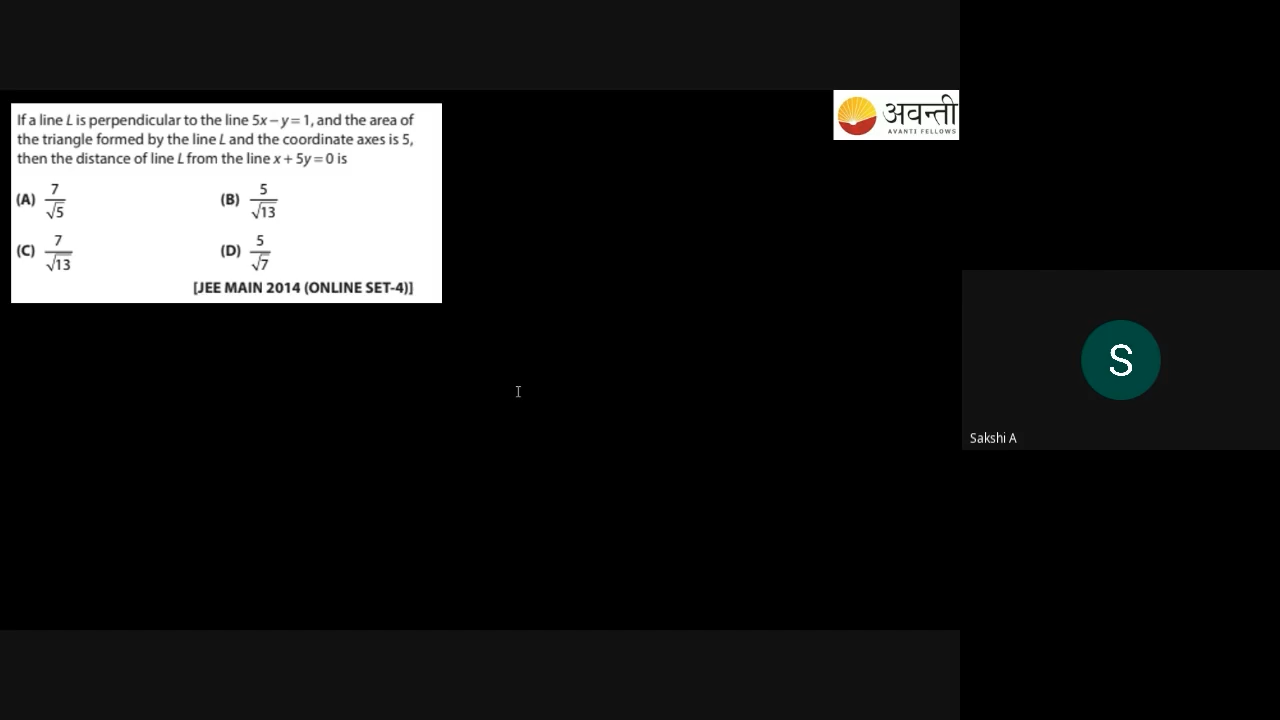 If a line L is perpendicular to the line 5x – y = 1, and the area of
the triangle formed by the line L and the coordinate axes is 5,
then the distance of line L from the line x + 5y = 0 is
(A) 7/√5 (B) 5/√13
(C) 7/√13 (D) 5/√7
[JEE MAIN 2014 (ONLINE SET-4)]
अवन्ती
AVANTI FELLOWS
S
Sakshi A